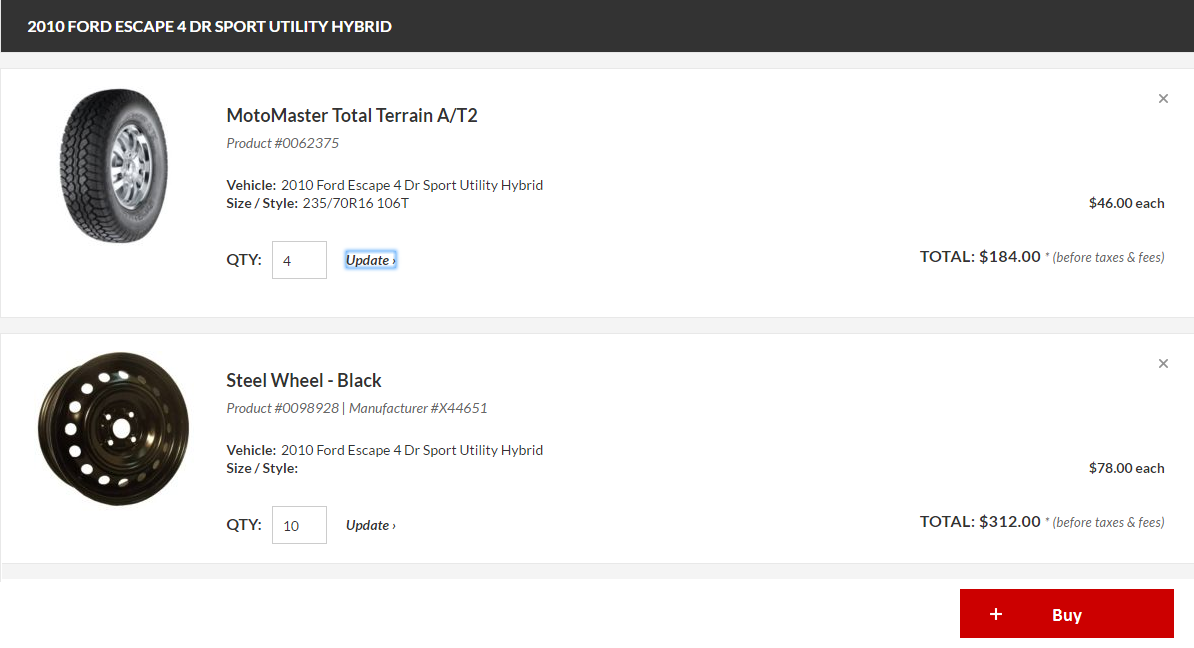 2010 FORD ESCAPE 4 DR SPORT UTILITY HYBRID
×
MotoMaster Total Terrain A/T2
Product #0062375
Vehicle: 2010 Ford Escape 4 Dr Sport Utility Hybrid
Size / Style: 235/70R16 106T
$46.00 each
QTY: 4 Update ›
TOTAL: $184.00 * (before taxes & fees)
×
Steel Wheel - Black
Product #0098928 | Manufacturer #X44651
Vehicle: 2010 Ford Escape 4 Dr Sport Utility Hybrid
Size / Style:
$78.00 each
QTY: 10 Update ›
TOTAL: $312.00 * (before taxes & fees)
+ Buy